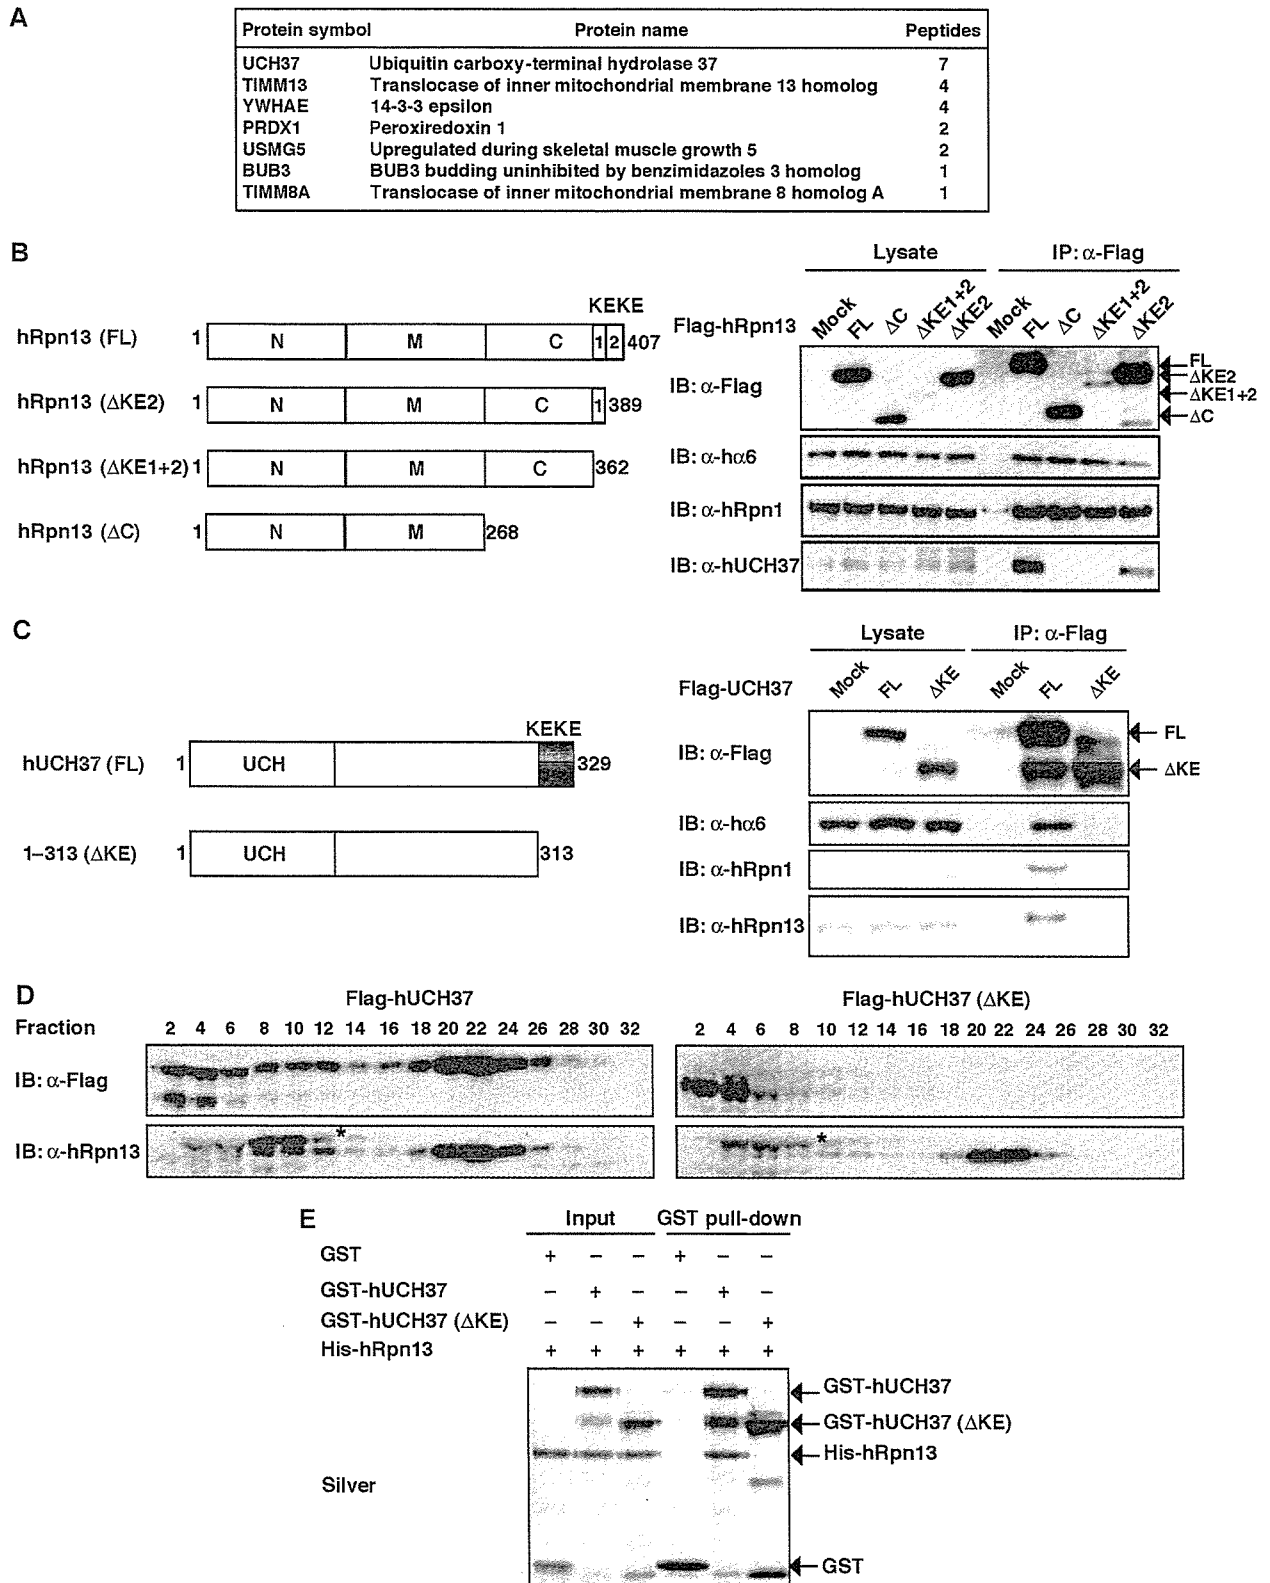 A
Protein symbol Protein name Peptides
UCH37 Ubiquitin carboxy-terminal hydrolase 37 7
TIMM13 Translocase of inner mitochondrial membrane 13 homolog 4
YWHAE 14-3-3 epsilon 4
PRDX1 Peroxiredoxin 1 2
USMG5 Upregulated during skeletal muscle growth 5 2
BUB3 BUB3 budding uninhibited by benzimidazoles 3 homolog 1
TIMM8A Translocase of inner mitochondrial membrane 8 homolog A 1
B
KEKE
hRpn13 (FL) 1 N M C 1 2 407
hRpn13 (ΔKE2) 1 N M C 1 389
hRpn13 (ΔKE1+2) 1 N M C 362
hRpn13 (ΔC) 1 N M 268
Lysate IP: α-Flag
Flag-hRpn13 Mock FL ΔC ΔKE1+2 ΔKE2 Mock FL ΔC ΔKE1+2 ΔKE2
IB: α-Flag
FL
ΔKE2
ΔKE1+2
ΔC
IB: α-hα6
IB: α-hRpn1
IB: α-hUCH37
C
KEKE
hUCH37 (FL) 1 UCH 329
1–313 (ΔKE) 1 UCH 313
Lysate IP: α-Flag
Flag-UCH37 Mock FL ΔKE Mock FL ΔKE
IB: α-Flag
FL
ΔKE
IB: α-hα6
IB: α-hRpn1
IB: α-hRpn13
D
Flag-hUCH37 Flag-hUCH37 (ΔKE)
Fraction 2 4 6 8 10 12 14 16 18 20 22 24 26 28 30 32 2 4 6 8 10 12 14 16 18 20 22 24 26 28 30 32
IB: α-Flag
IB: α-hRpn13 * *
E
Input GST pull-down
GST + – – + – –
GST-hUCH37 – + – – + –
GST-hUCH37 (ΔKE) – – + – – +
His-hRpn13 + + + + + +
GST-hUCH37
GST-hUCH37 (ΔKE)
His-hRpn13
Silver
GST